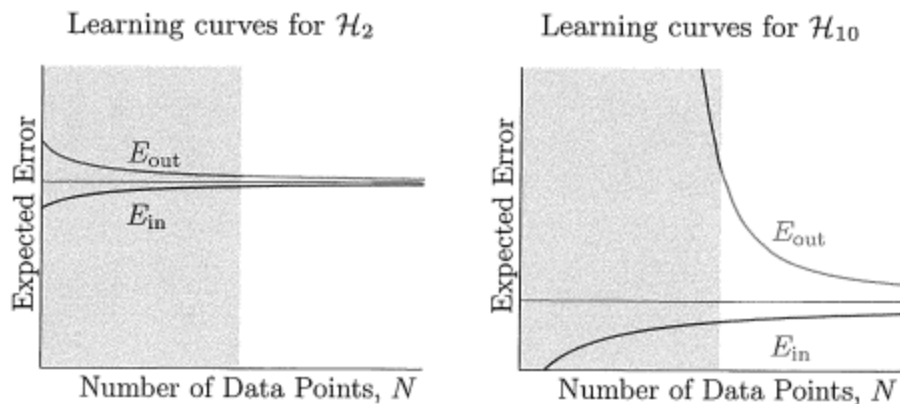 Learning curves for 𝓗₂
Expected Error
E_out
E_in
Number of Data Points, N
Learning curves for 𝓗₁₀
Expected Error
E_out
E_in
Number of Data Points, N